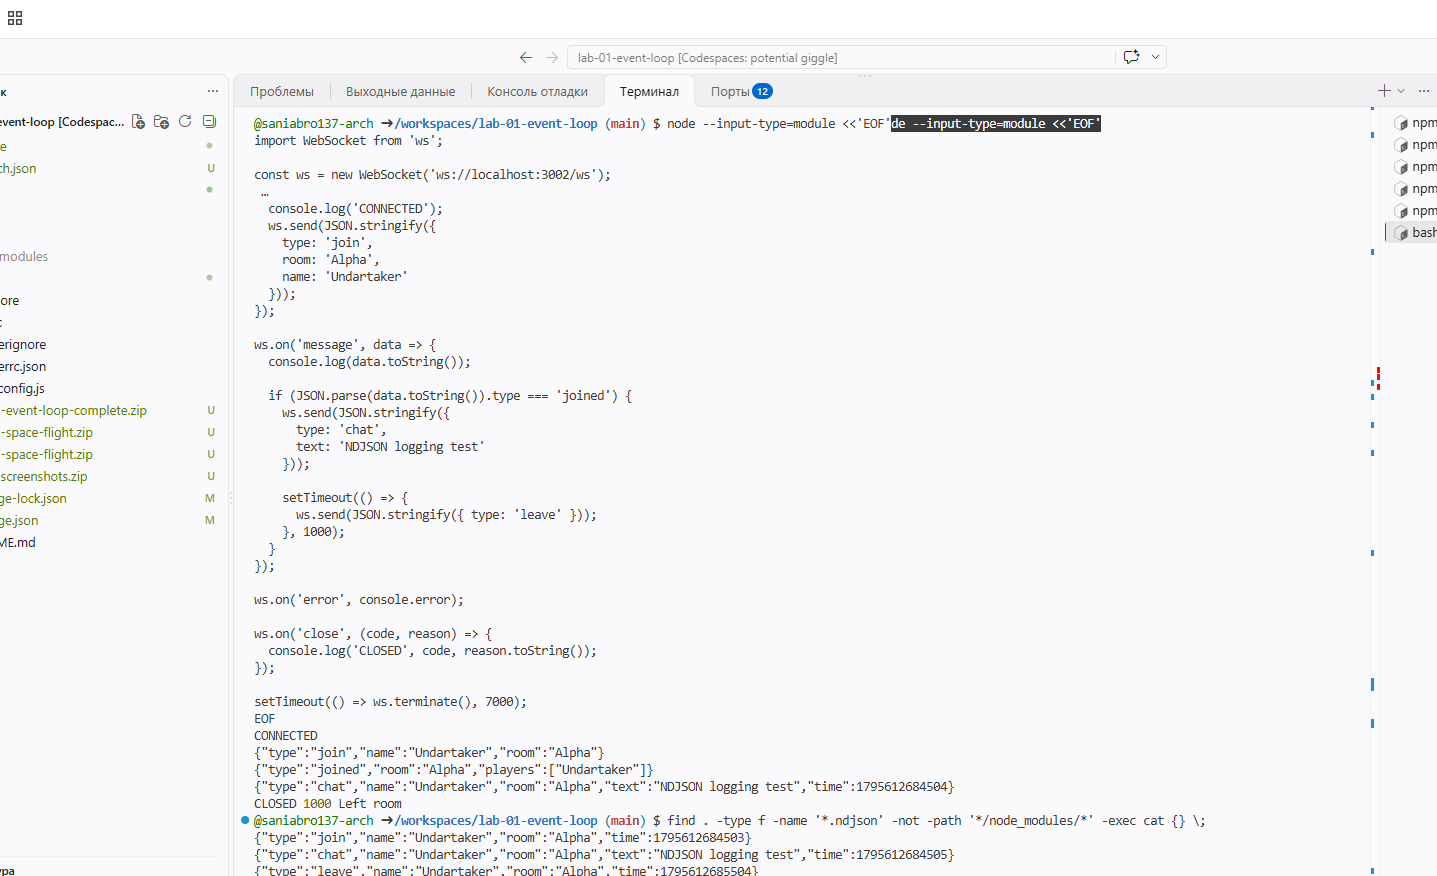 lab-01-event-loop [Codespaces: potential giggle]
к
Проблемы
Выходные данные
Консоль отладки
Терминал
Порты 12
event-loop [Codespac...
e
ch.json U
modules
ore
c
erignore
errc.json
config.js
-event-loop-complete.zip U
-space-flight.zip U
-space-flight.zip U
screenshots.zip U
ge-lock.json M
ge.json M
ME.md
ура
@saniabro137-arch ➜/workspaces/lab-01-event-loop (main) $ node --input-type=module <<'EOF'de --input-type=module <<'EOF'
import WebSocket from 'ws';
const ws = new WebSocket('ws://localhost:3002/ws');
…
console.log('CONNECTED');
ws.send(JSON.stringify({
type: 'join',
room: 'Alpha',
name: 'Undartaker'
}));
});
ws.on('message', data => {
console.log(data.toString());
if (JSON.parse(data.toString()).type === 'joined') {
ws.send(JSON.stringify({
type: 'chat',
text: 'NDJSON logging test'
}));
setTimeout(() => {
ws.send(JSON.stringify({ type: 'leave' }));
}, 1000);
}
});
ws.on('error', console.error);
ws.on('close', (code, reason) => {
console.log('CLOSED', code, reason.toString());
});
setTimeout(() => ws.terminate(), 7000);
EOF
CONNECTED
{"type":"join","name":"Undartaker","room":"Alpha"}
{"type":"joined","room":"Alpha","players":["Undartaker"]}
{"type":"chat","name":"Undartaker","room":"Alpha","text":"NDJSON logging test","time":1795612684504}
CLOSED 1000 Left room
@saniabro137-arch ➜/workspaces/lab-01-event-loop (main) $ find . -type f -name '*.ndjson' -not -path '*/node_modules/*' -exec cat {} \;
{"type":"join","name":"Undartaker","room":"Alpha","time":1795612684503}
{"type":"chat","name":"Undartaker","room":"Alpha","text":"NDJSON logging test","time":1795612684505}
{"type":"leave","name":"Undartaker","room":"Alpha","time":1795612685504}
npm
npm
npm
npm
npm
bash